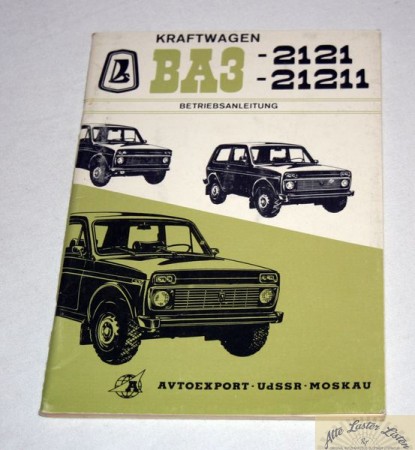 KRAFTWAGEN
ВАЗ -2121
-21211
BETRIEBSANLEITUNG
AVTOEXPORT · UdSSR · MOSKAU
Alte Laster Listen